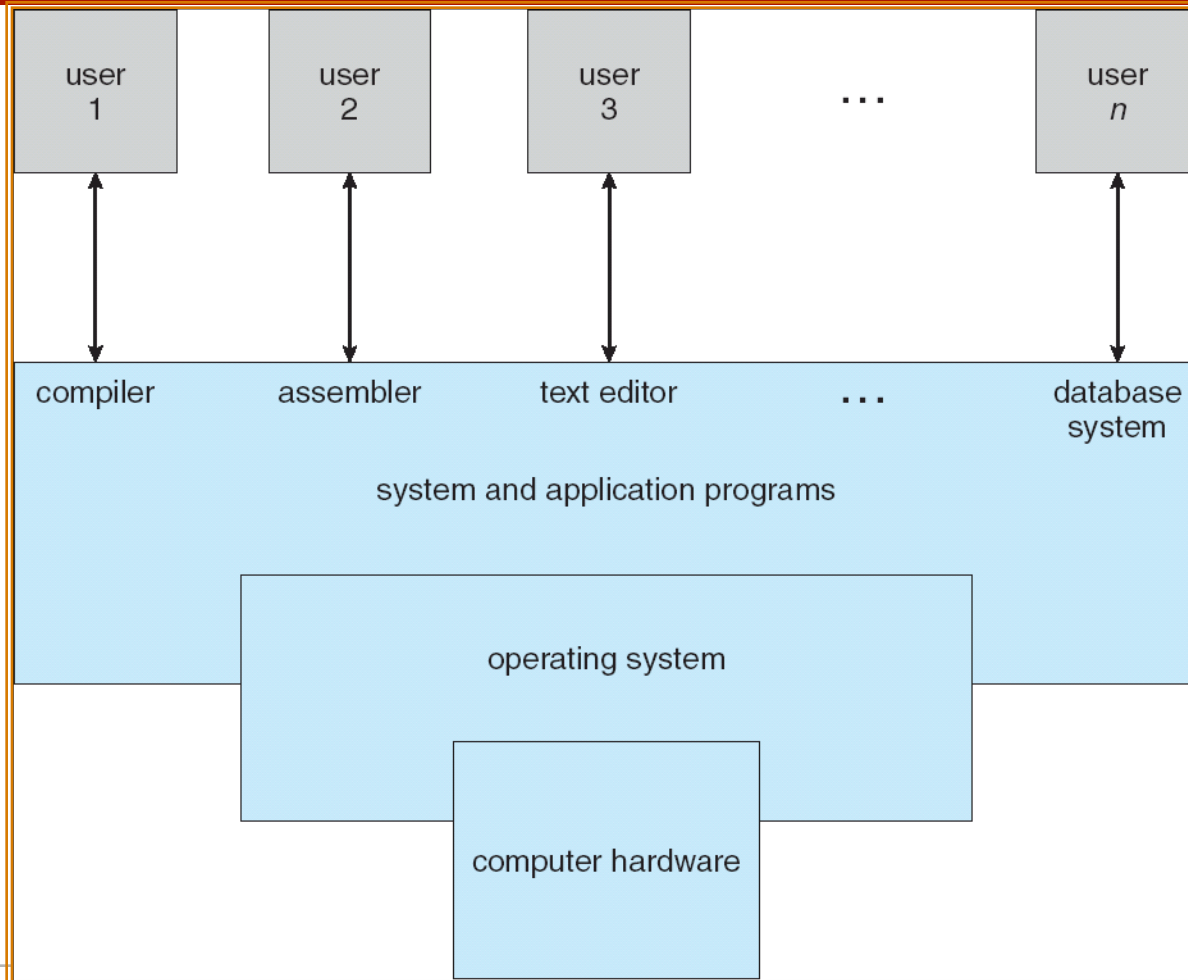 user
1
user
2
user
3
...
user
n
compiler
assembler
text editor
...
database
system
system and application programs
operating system
computer hardware